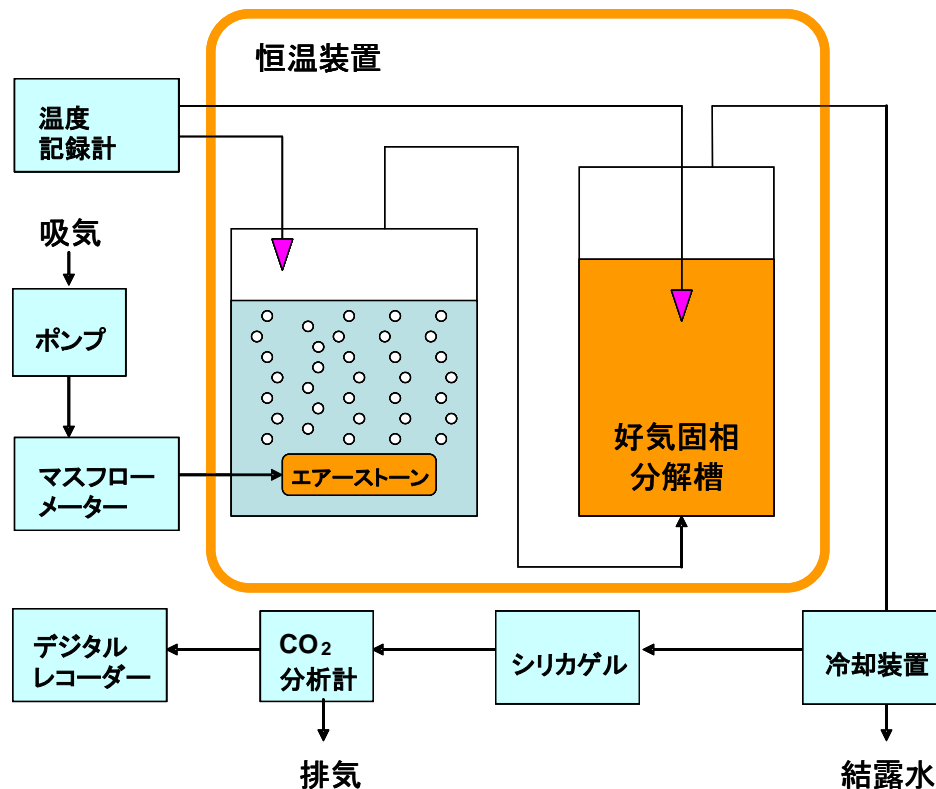 恒温装置
温度
記録計
吸気
ポンプ
マスフロー
メーター
エアーストーン
好気固相
分解槽
デジタル
レコーダー
CO₂
分析計
シリカゲル
冷却装置
排気
結露水